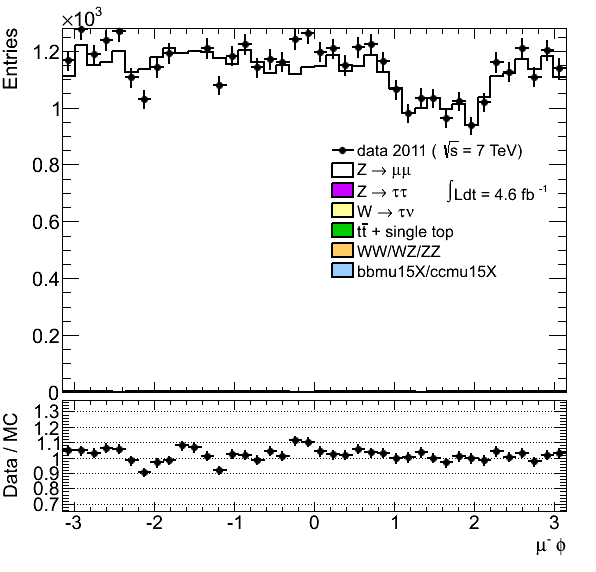 ×10³
Entries
1.2
1
0.8
0.6
0.4
0.2
0
data 2011 ( √s = 7 TeV)
Z → μμ
Z → ττ
∫Ldt = 4.6 fb⁻¹
W → τν
tt̄ + single top
WW/WZ/ZZ
bbmu15X/ccmu15X
Data / MC
1.3
1.2
1.1
1
0.9
0.8
0.7
-3 -2 -1 0 1 2 3
μ⁻ ϕ